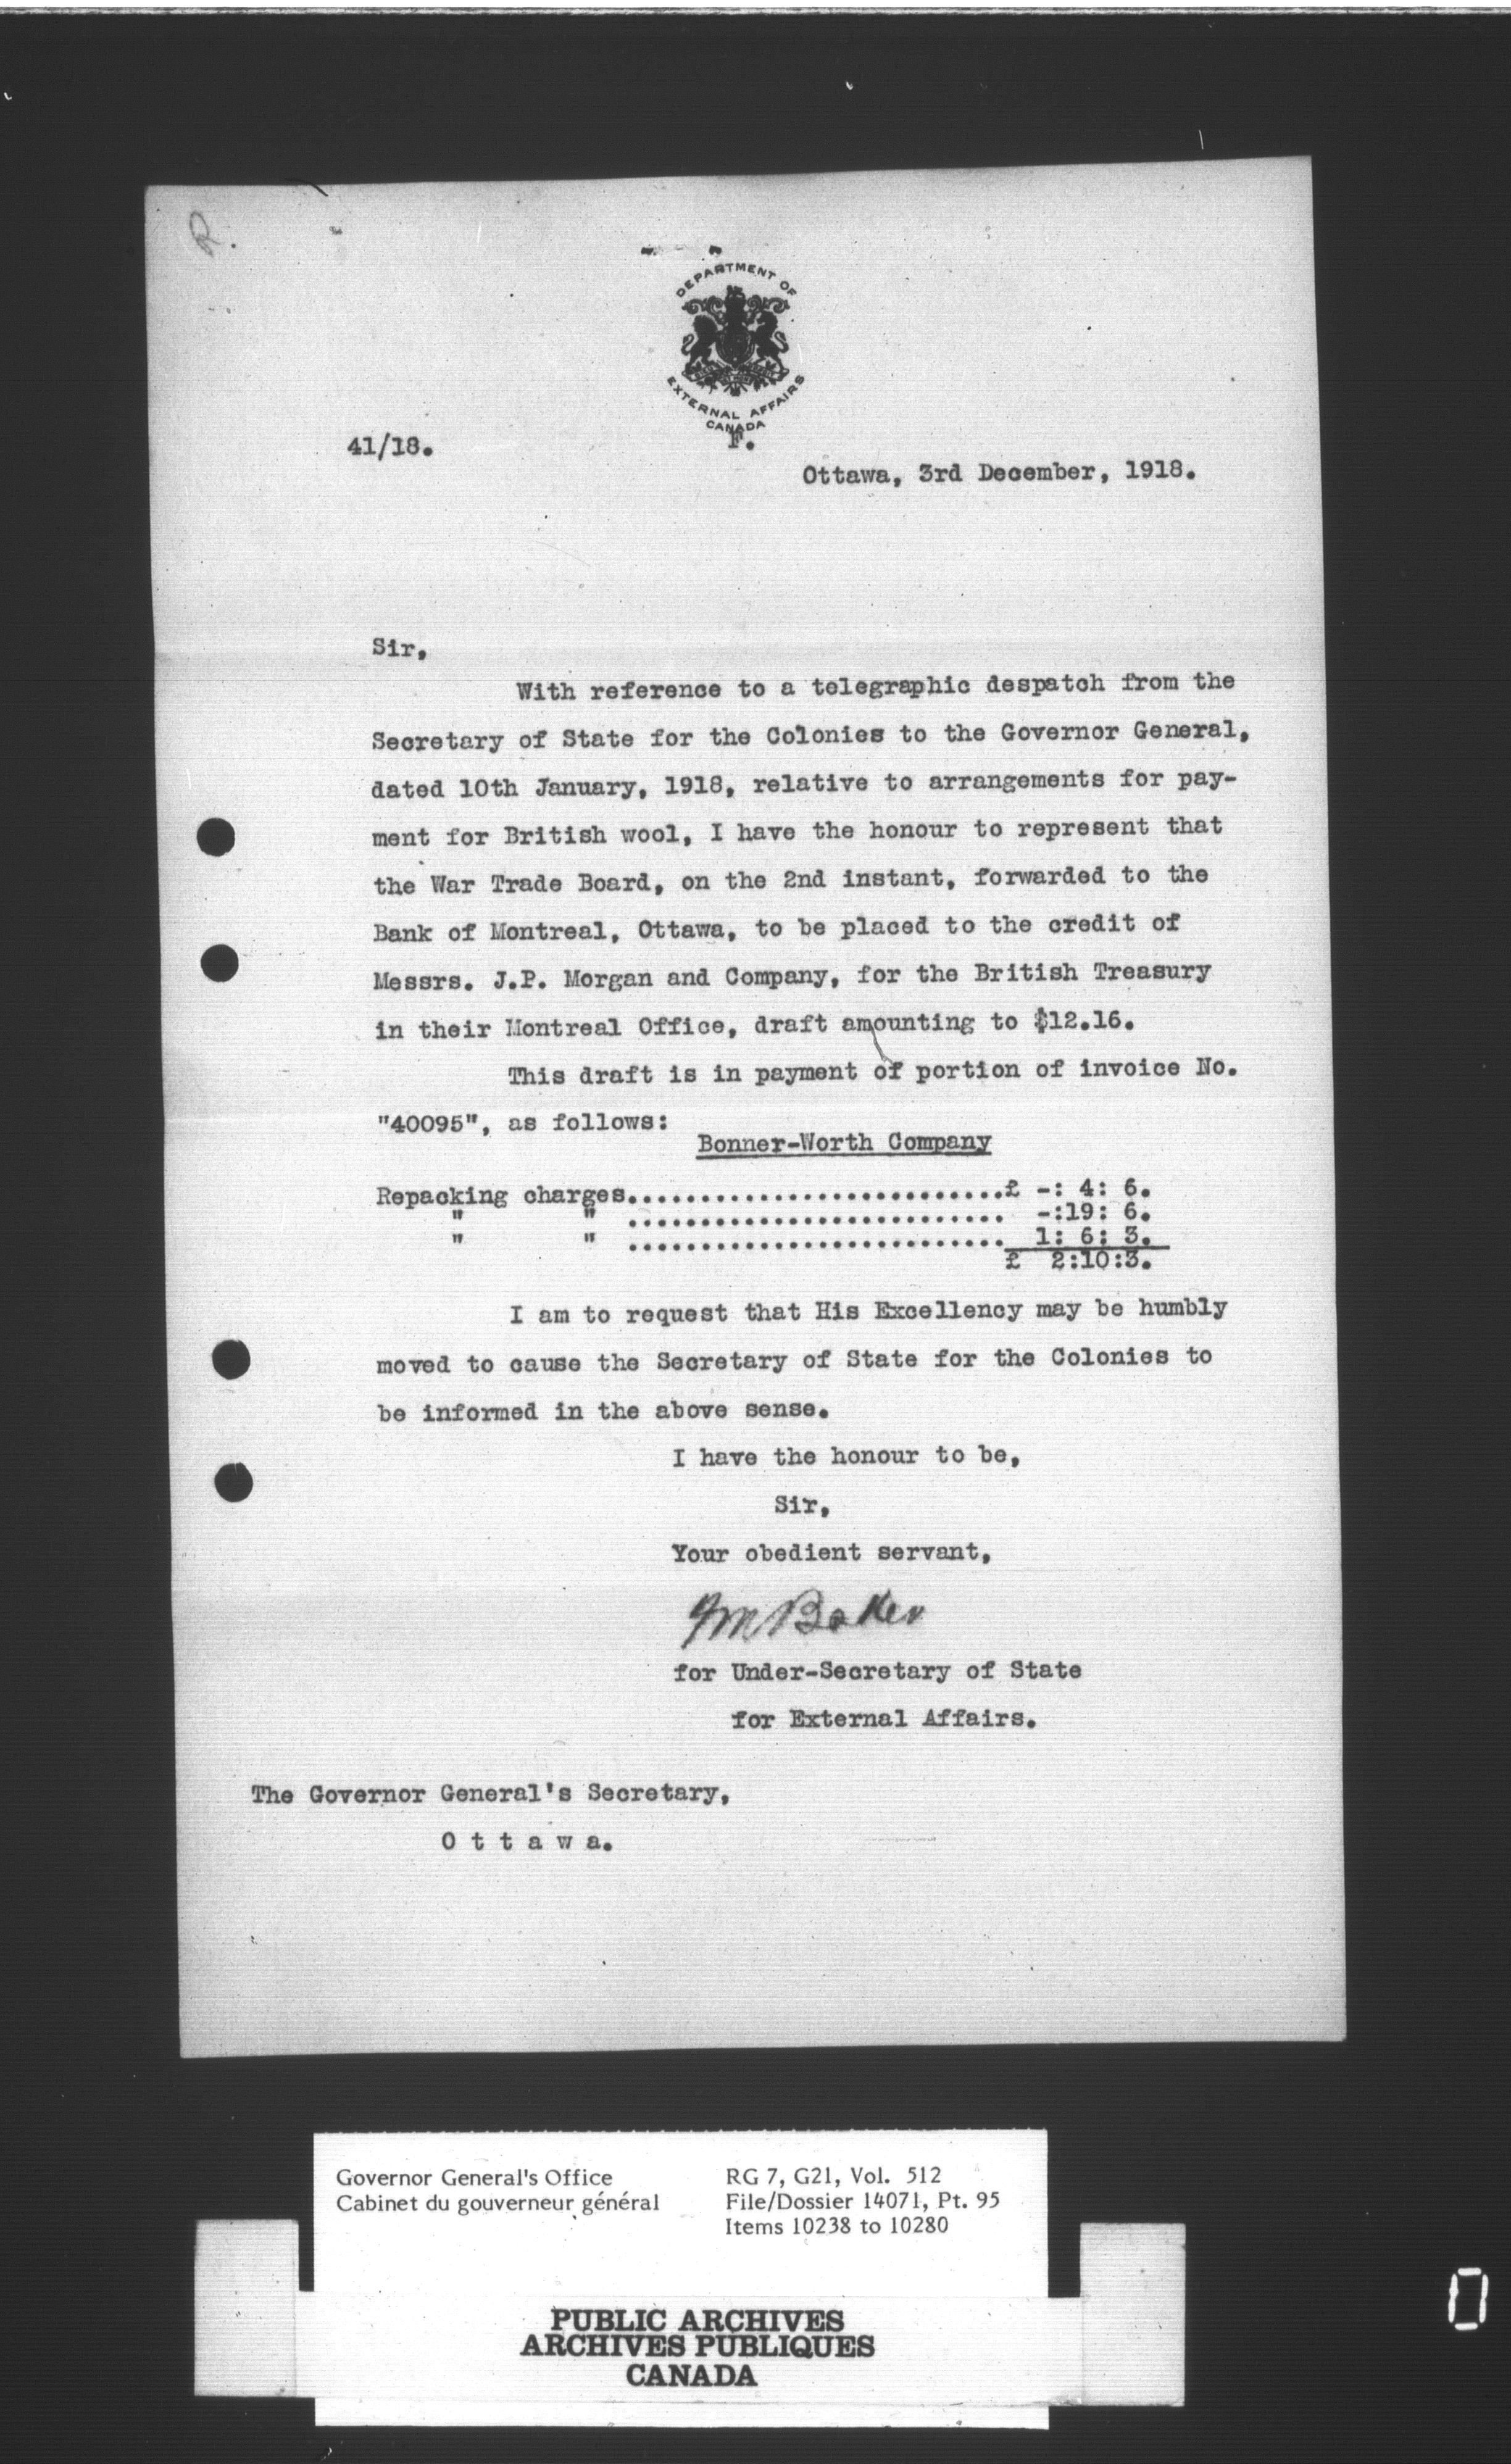 R.
DEPARTMENT OF
EXTERNAL AFFAIRS
CANADA
F.
41/18.
Ottawa, 3rd December, 1918.
Sir,
With reference to a telegraphic despatch from the
Secretary of State for the Colonies to the Governor General,
dated 10th January, 1918, relative to arrangements for pay-
ment for British wool, I have the honour to represent that
the War Trade Board, on the 2nd instant, forwarded to the
Bank of Montreal, Ottawa, to be placed to the credit of
Messrs. J.P. Morgan and Company, for the British Treasury
in their Montreal Office, draft amounting to $12.16.
This draft is in payment of portion of invoice No.
"40095", as follows:
Bonner-Worth Company
Repacking charges..........................£ -: 4: 6.
" " .......................... -:19: 6.
" " .......................... 1: 6: 3.
£ 2:10:3.
I am to request that His Excellency may be humbly
moved to cause the Secretary of State for the Colonies to
be informed in the above sense.
I have the honour to be,
Sir,
Your obedient servant,
Baker
for Under-Secretary of State
for External Affairs.
The Governor General's Secretary,
O t t a w a.
Governor General's Office RG 7, G21, Vol. 512
Cabinet du gouverneur général File/Dossier 14071, Pt. 95
Items 10238 to 10280
PUBLIC ARCHIVES
ARCHIVES PUBLIQUES
CANADA
0